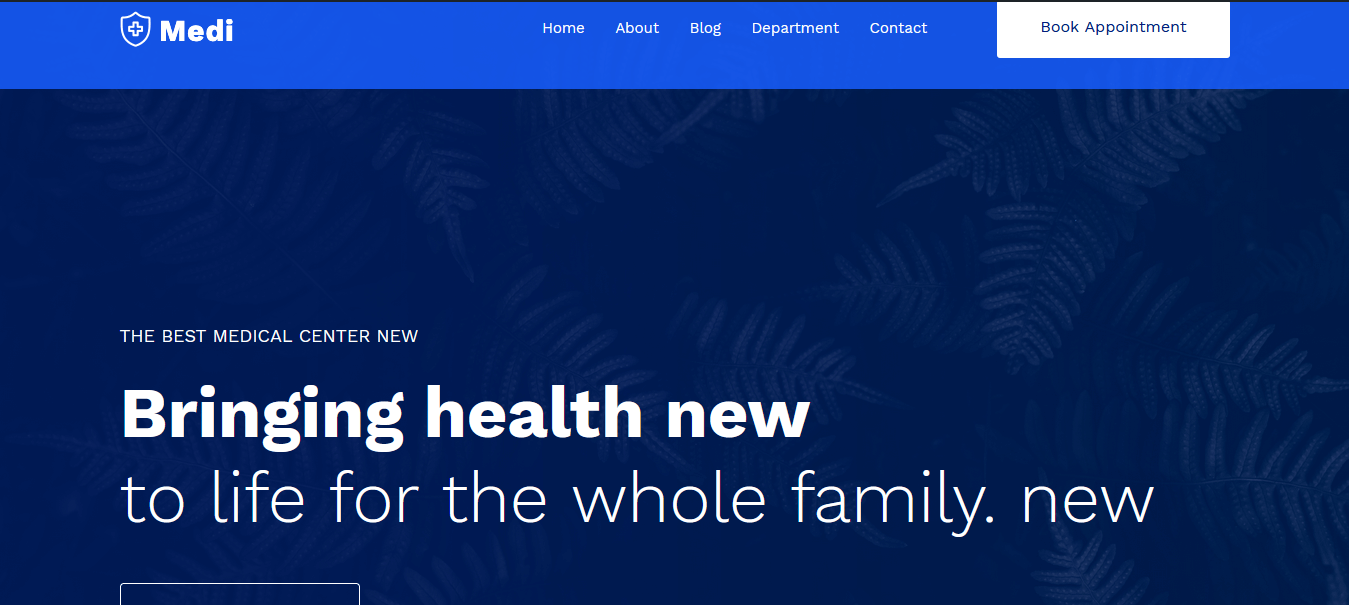 Medi
Home About Blog Department Contact
Book Appointment
THE BEST MEDICAL CENTER NEW
Bringing health new
to life for the whole family. new